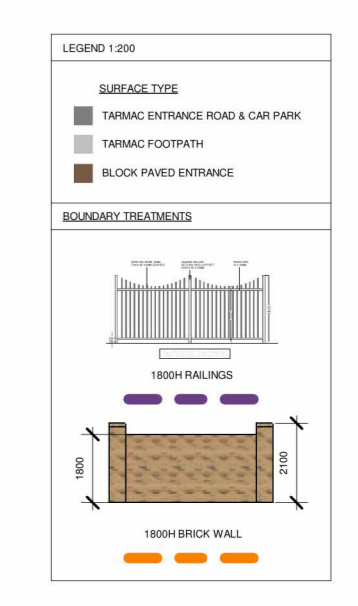 LEGEND 1:200
SURFACE TYPE
TARMAC ENTRANCE ROAD & CAR PARK
TARMAC FOOTPATH
BLOCK PAVED ENTRANCE
BOUNDARY TREATMENTS
1800H RAILINGS
1800
2100
1800H BRICK WALL